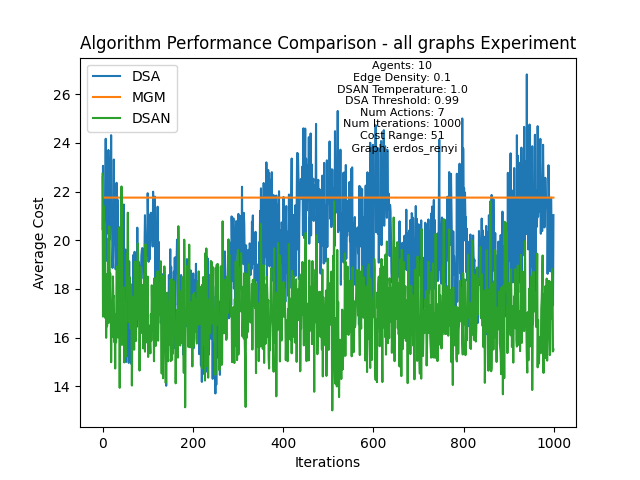 Algorithm Performance Comparison - all graphs Experiment
DSA
MGM
DSAN
Agents: 10
Edge Density: 0.1
DSAN Temperature: 1.0
DSA Threshold: 0.99
Num Actions: 7
Num Iterations: 1000
Cost Range: 51
Graph: erdos_renyi
Average Cost
26
24
22
20
18
16
14
0 200 400 600 800 1000
Iterations